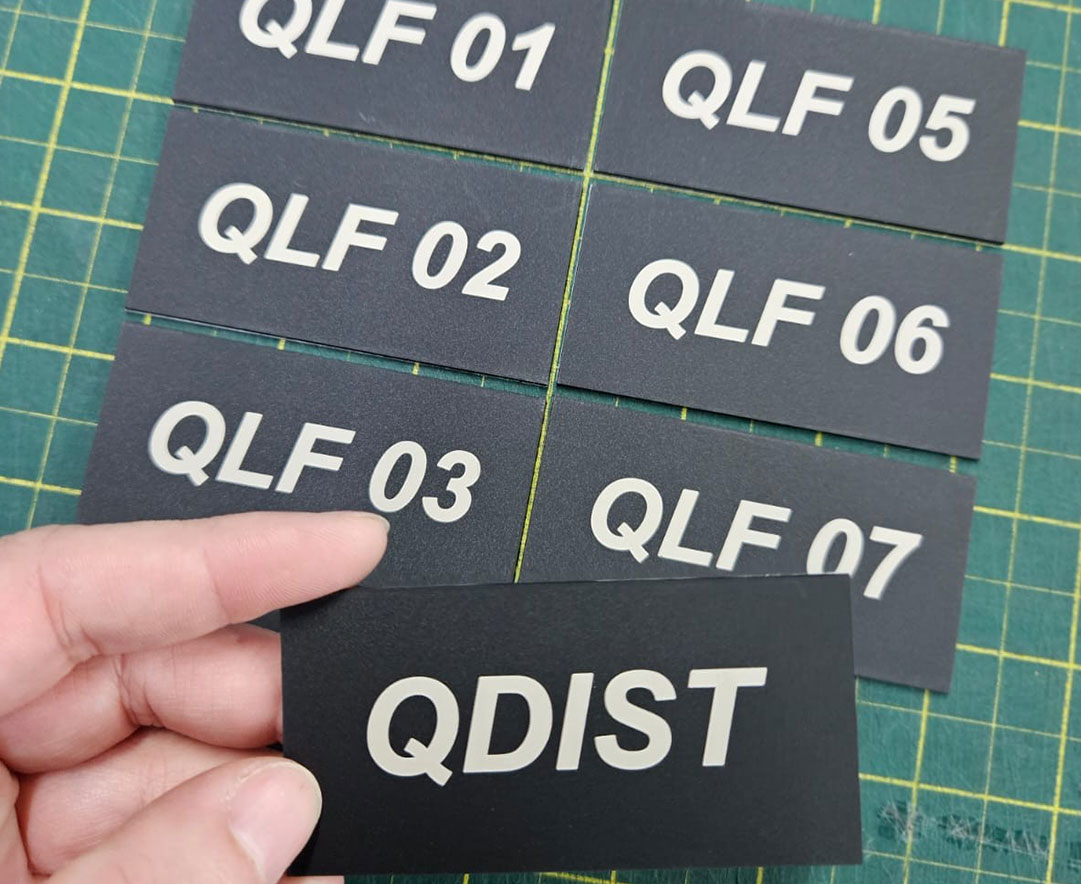 QLF 01
QLF 05
QLF 02
QLF 06
QLF 03
QLF 07
QDIST